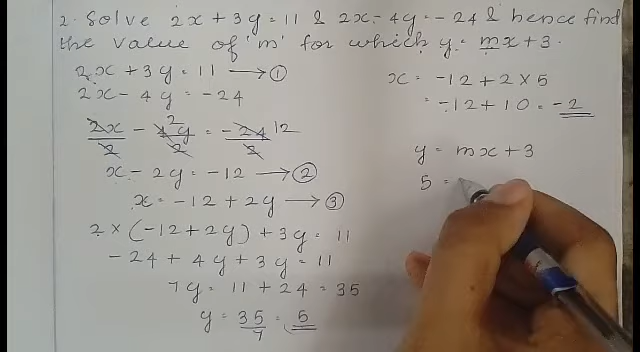 2. Solve 2x + 3y = 11 & 2x - 4y = - 24 & hence find
the value of 'm' for which y = mx + 3.
2x + 3y = 11 → ①
2x - 4y = - 24
2x/2 - 4y/2 2 = - 24/2 12
x - 2y = - 12 → ②
x = - 12 + 2y → ③
2 × (-12 + 2y) + 3y = 11
- 24 + 4y + 3y = 11
7y = 11 + 24 = 35
y = 35/7 = 5
x = - 12 + 2 × 5
= - 12 + 10 = - 2
y = mx + 3
5 =